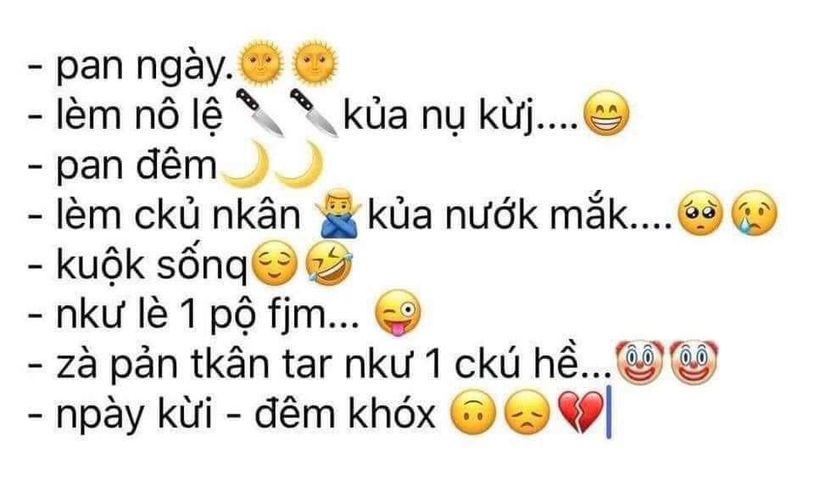 - pan ngày.🌞🌞
- lèm nô lệ 🔪🔪kủa nụ kừj....😁
- pan đêm🌙🌙
- lèm ckủ nkân 🙅‍♂️kủa nướk mắk....🥺😢
- kuộk sốnq😌🤣
- nkư lè 1 pộ fjm... 😜
- zà pản tkân tar nkư 1 ckú hề...🤡🤡
- npày kừi - đêm khóx 🙃😞💔